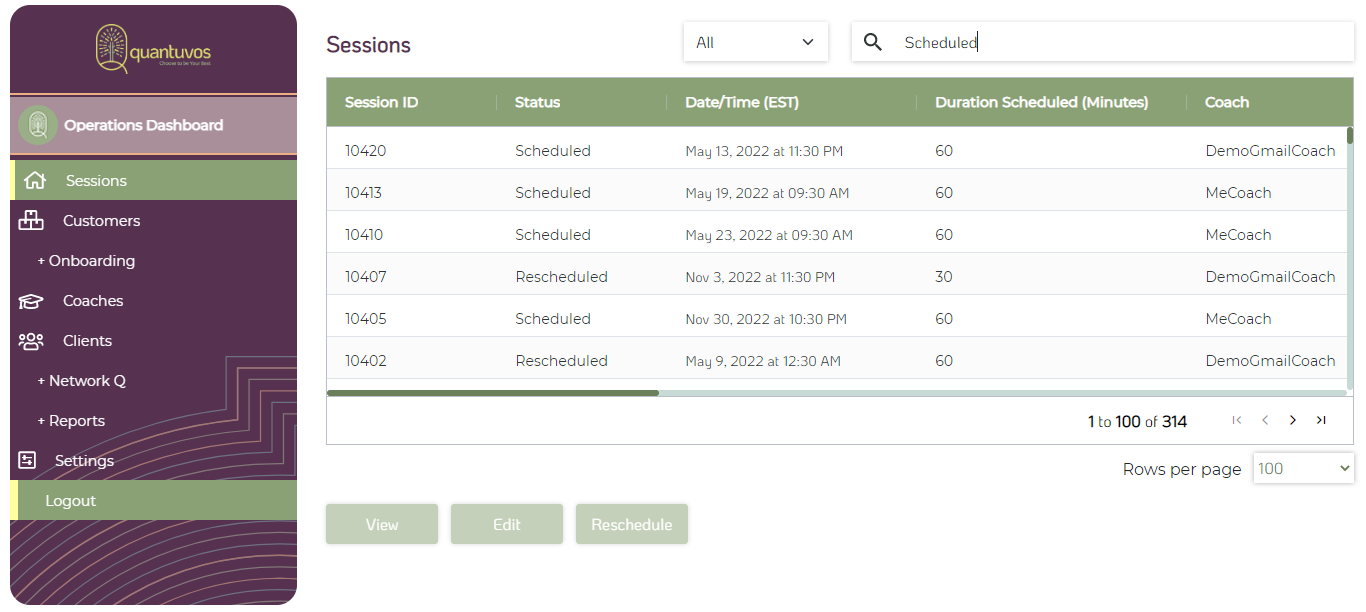 quantuvos
Choose to be Your Best
Operations Dashboard
Sessions
Customers
+ Onboarding
Coaches
Clients
+ Network Q
+ Reports
Settings
Logout
Sessions
All
Scheduled
Session ID Status Date/Time (EST) Duration Scheduled (Minutes) Coach
10420 Scheduled May 13, 2022 at 11:30 PM 60 DemoGmailCoach
10413 Scheduled May 19, 2022 at 09:30 AM 60 MeCoach
10410 Scheduled May 23, 2022 at 09:30 AM 60 MeCoach
10407 Rescheduled Nov 3, 2022 at 11:30 PM 30 DemoGmailCoach
10405 Scheduled Nov 30, 2022 at 10:30 PM 60 MeCoach
10402 Rescheduled May 9, 2022 at 12:30 AM 60 DemoGmailCoach
1 to 100 of 314
Rows per page 100
View Edit Reschedule